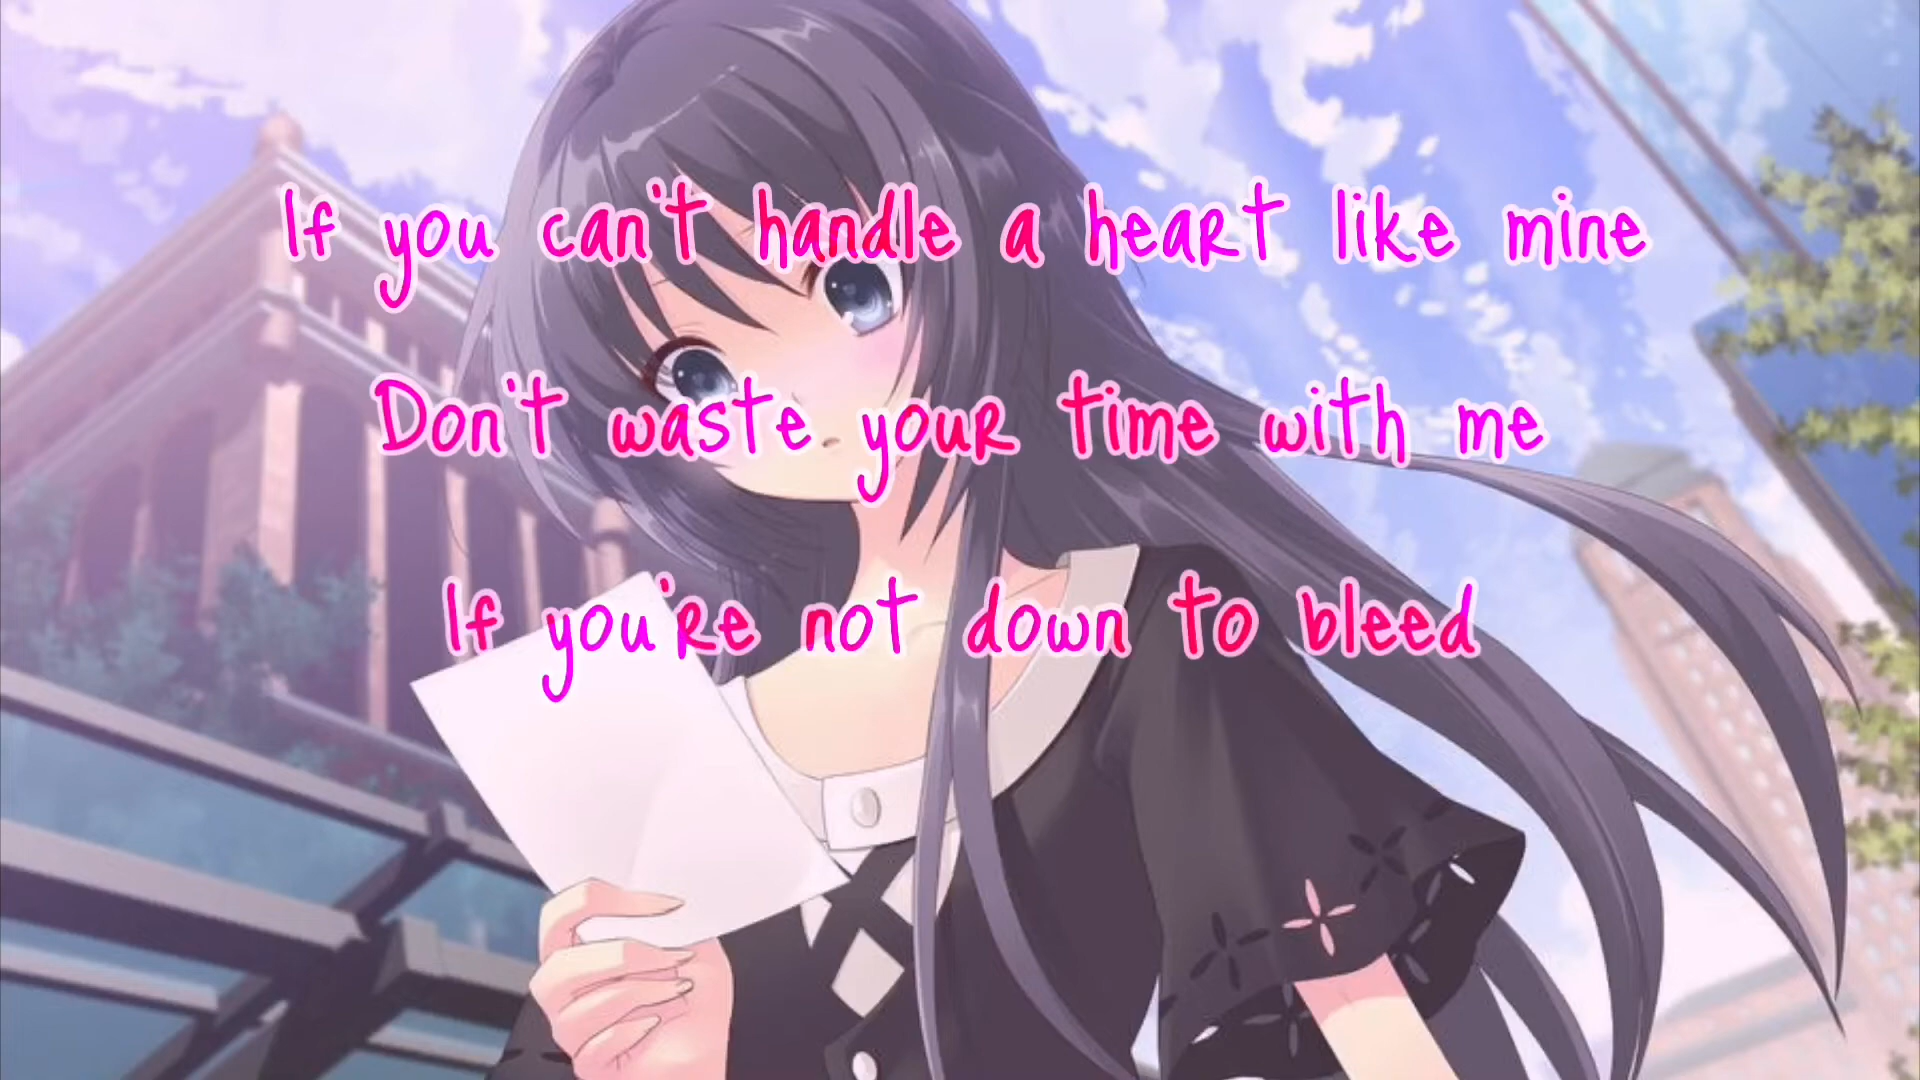 If you can't handle a heart like mine
Don't waste your time with me
If you're not down to bleed